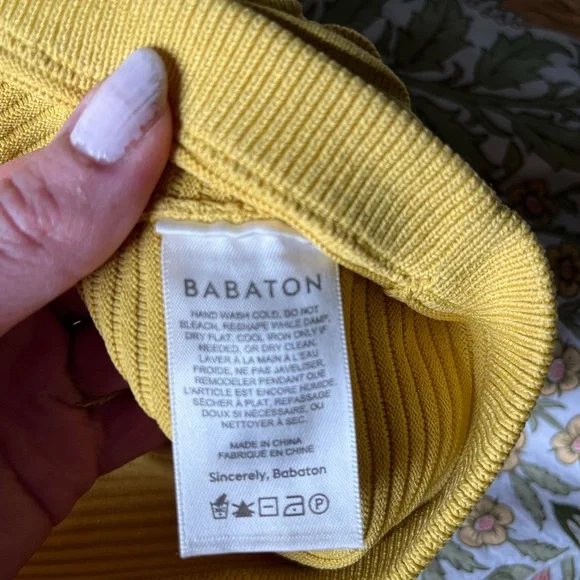 BABATON
HAND WASH COLD, DO NOT
BLEACH, RESHAPE WHILE DAMP,
DRY FLAT, COOL IRON ONLY IF
NEEDED, OR DRY CLEAN.
LAVER À LA MAIN À L'EAU
FROIDE, NE PAS JAVELISER,
REMODELER PENDANT QUE
L'ARTICLE EST ENCORE HUMIDE,
SÉCHER À PLAT, REPASSAGE
DOUX SI NÉCESSAIRE, OU
NETTOYER À SEC.
MADE IN CHINA
FABRIQUÉ EN CHINE
Sincerely, Babaton
P